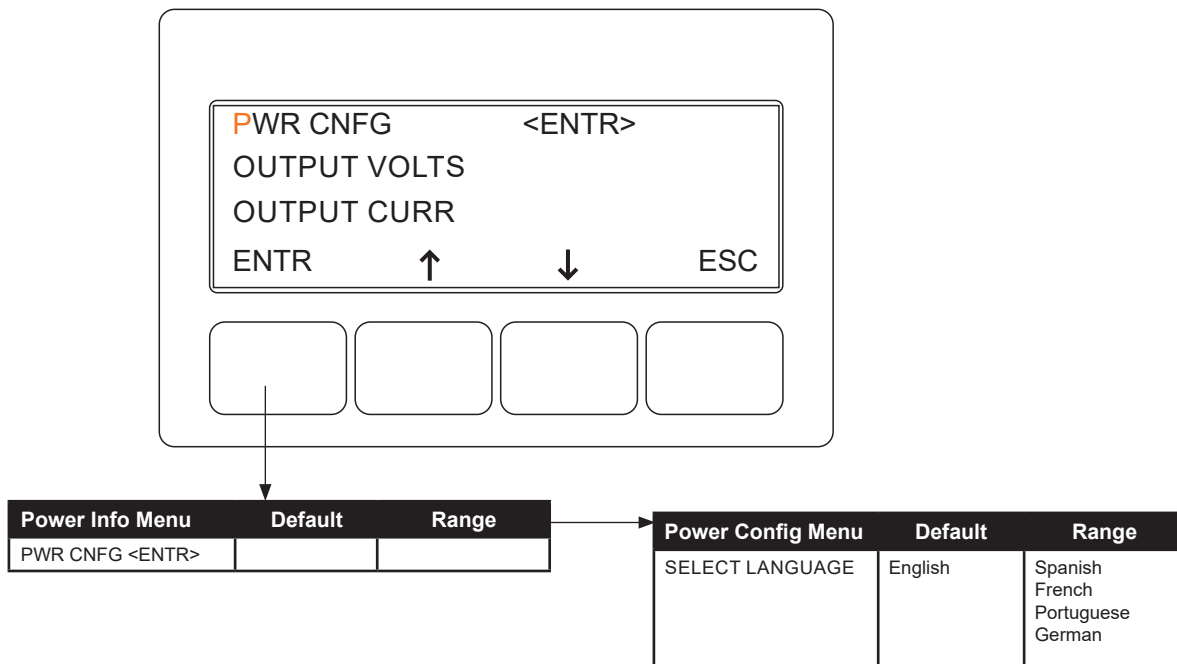 PWR CNFG <ENTR>
OUTPUT VOLTS
OUTPUT CURR
ENTR ↑ ↓ ESC
Power Info Menu Default Range
PWR CNFG <ENTR>
Power Config Menu Default Range
SELECT LANGUAGE English Spanish
French
Portuguese
German